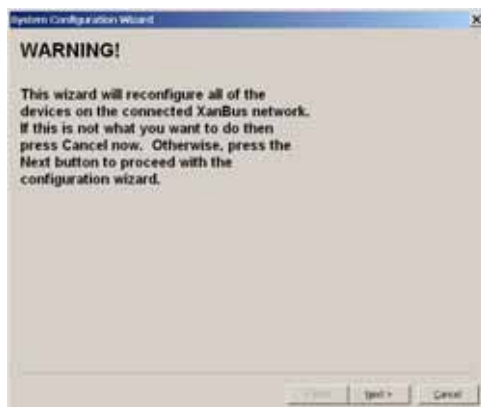 System Configuration Wizard
WARNING!
This wizard will reconfigure all of the
devices on the connected XanBus network.
If this is not what you want to do then
press Cancel now. Otherwise, press the
Next button to proceed with the
configuration wizard.
Next >
Cancel